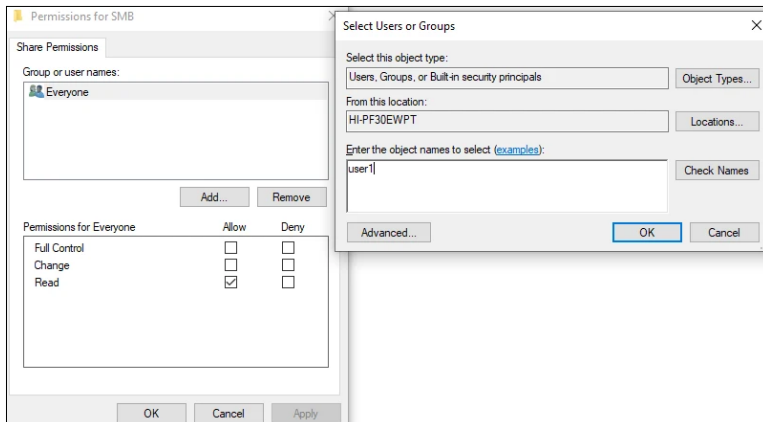 Permissions for SMB
Share Permissions
Group or user names:
Everyone
Add...
Remove
Permissions for Everyone
Allow
Deny
Full Control
Change
Read
OK
Cancel
Apply
Select Users or Groups
Select this object type:
Users, Groups, or Built-in security principals
Object Types...
From this location:
HI-PF30EWPT
Locations...
Enter the object names to select (examples):
user1
Check Names
Advanced...
OK
Cancel